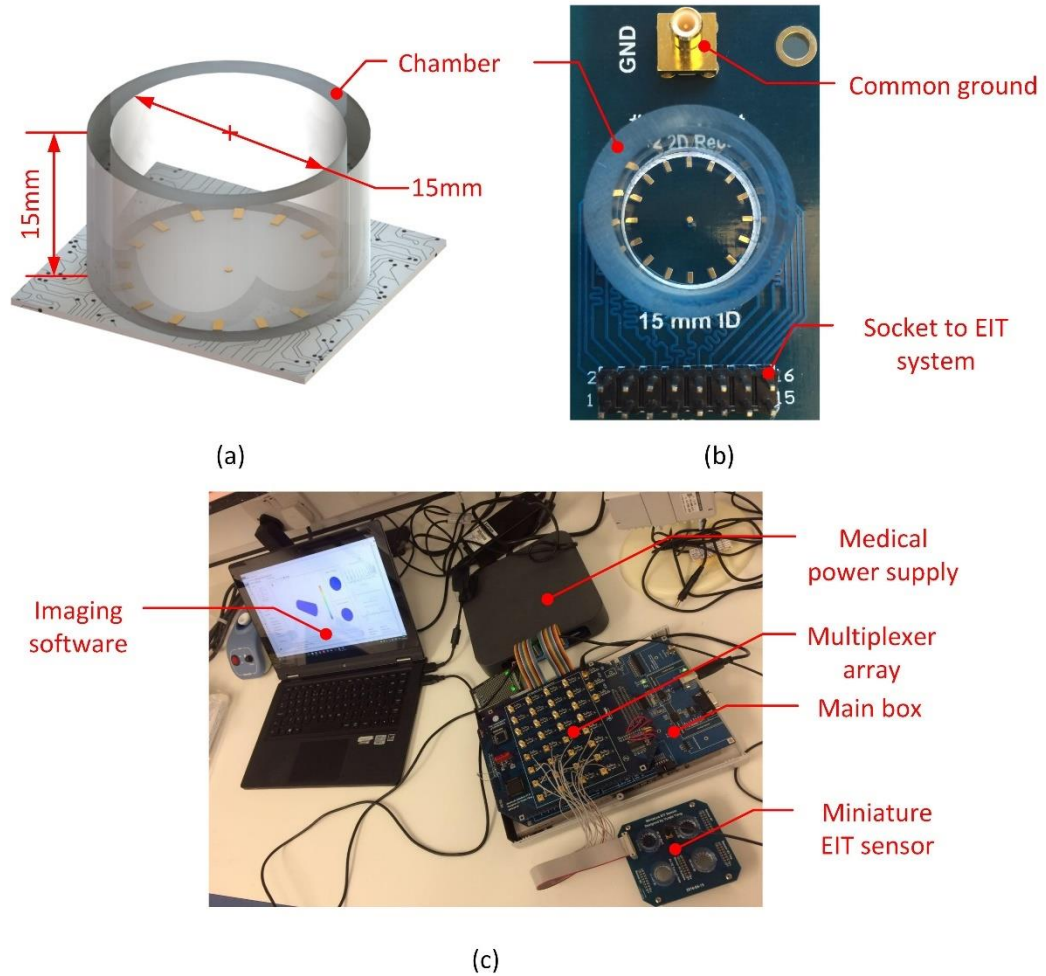 Chamber
15mm
15mm
(a)
GND
Common ground
2D Rev
15 mm ID
2
16
1
15
Socket to EIT
system
(b)
Imaging
software
Medical
power supply
Multiplexer
array
Main box
Miniature
EIT sensor
(c)